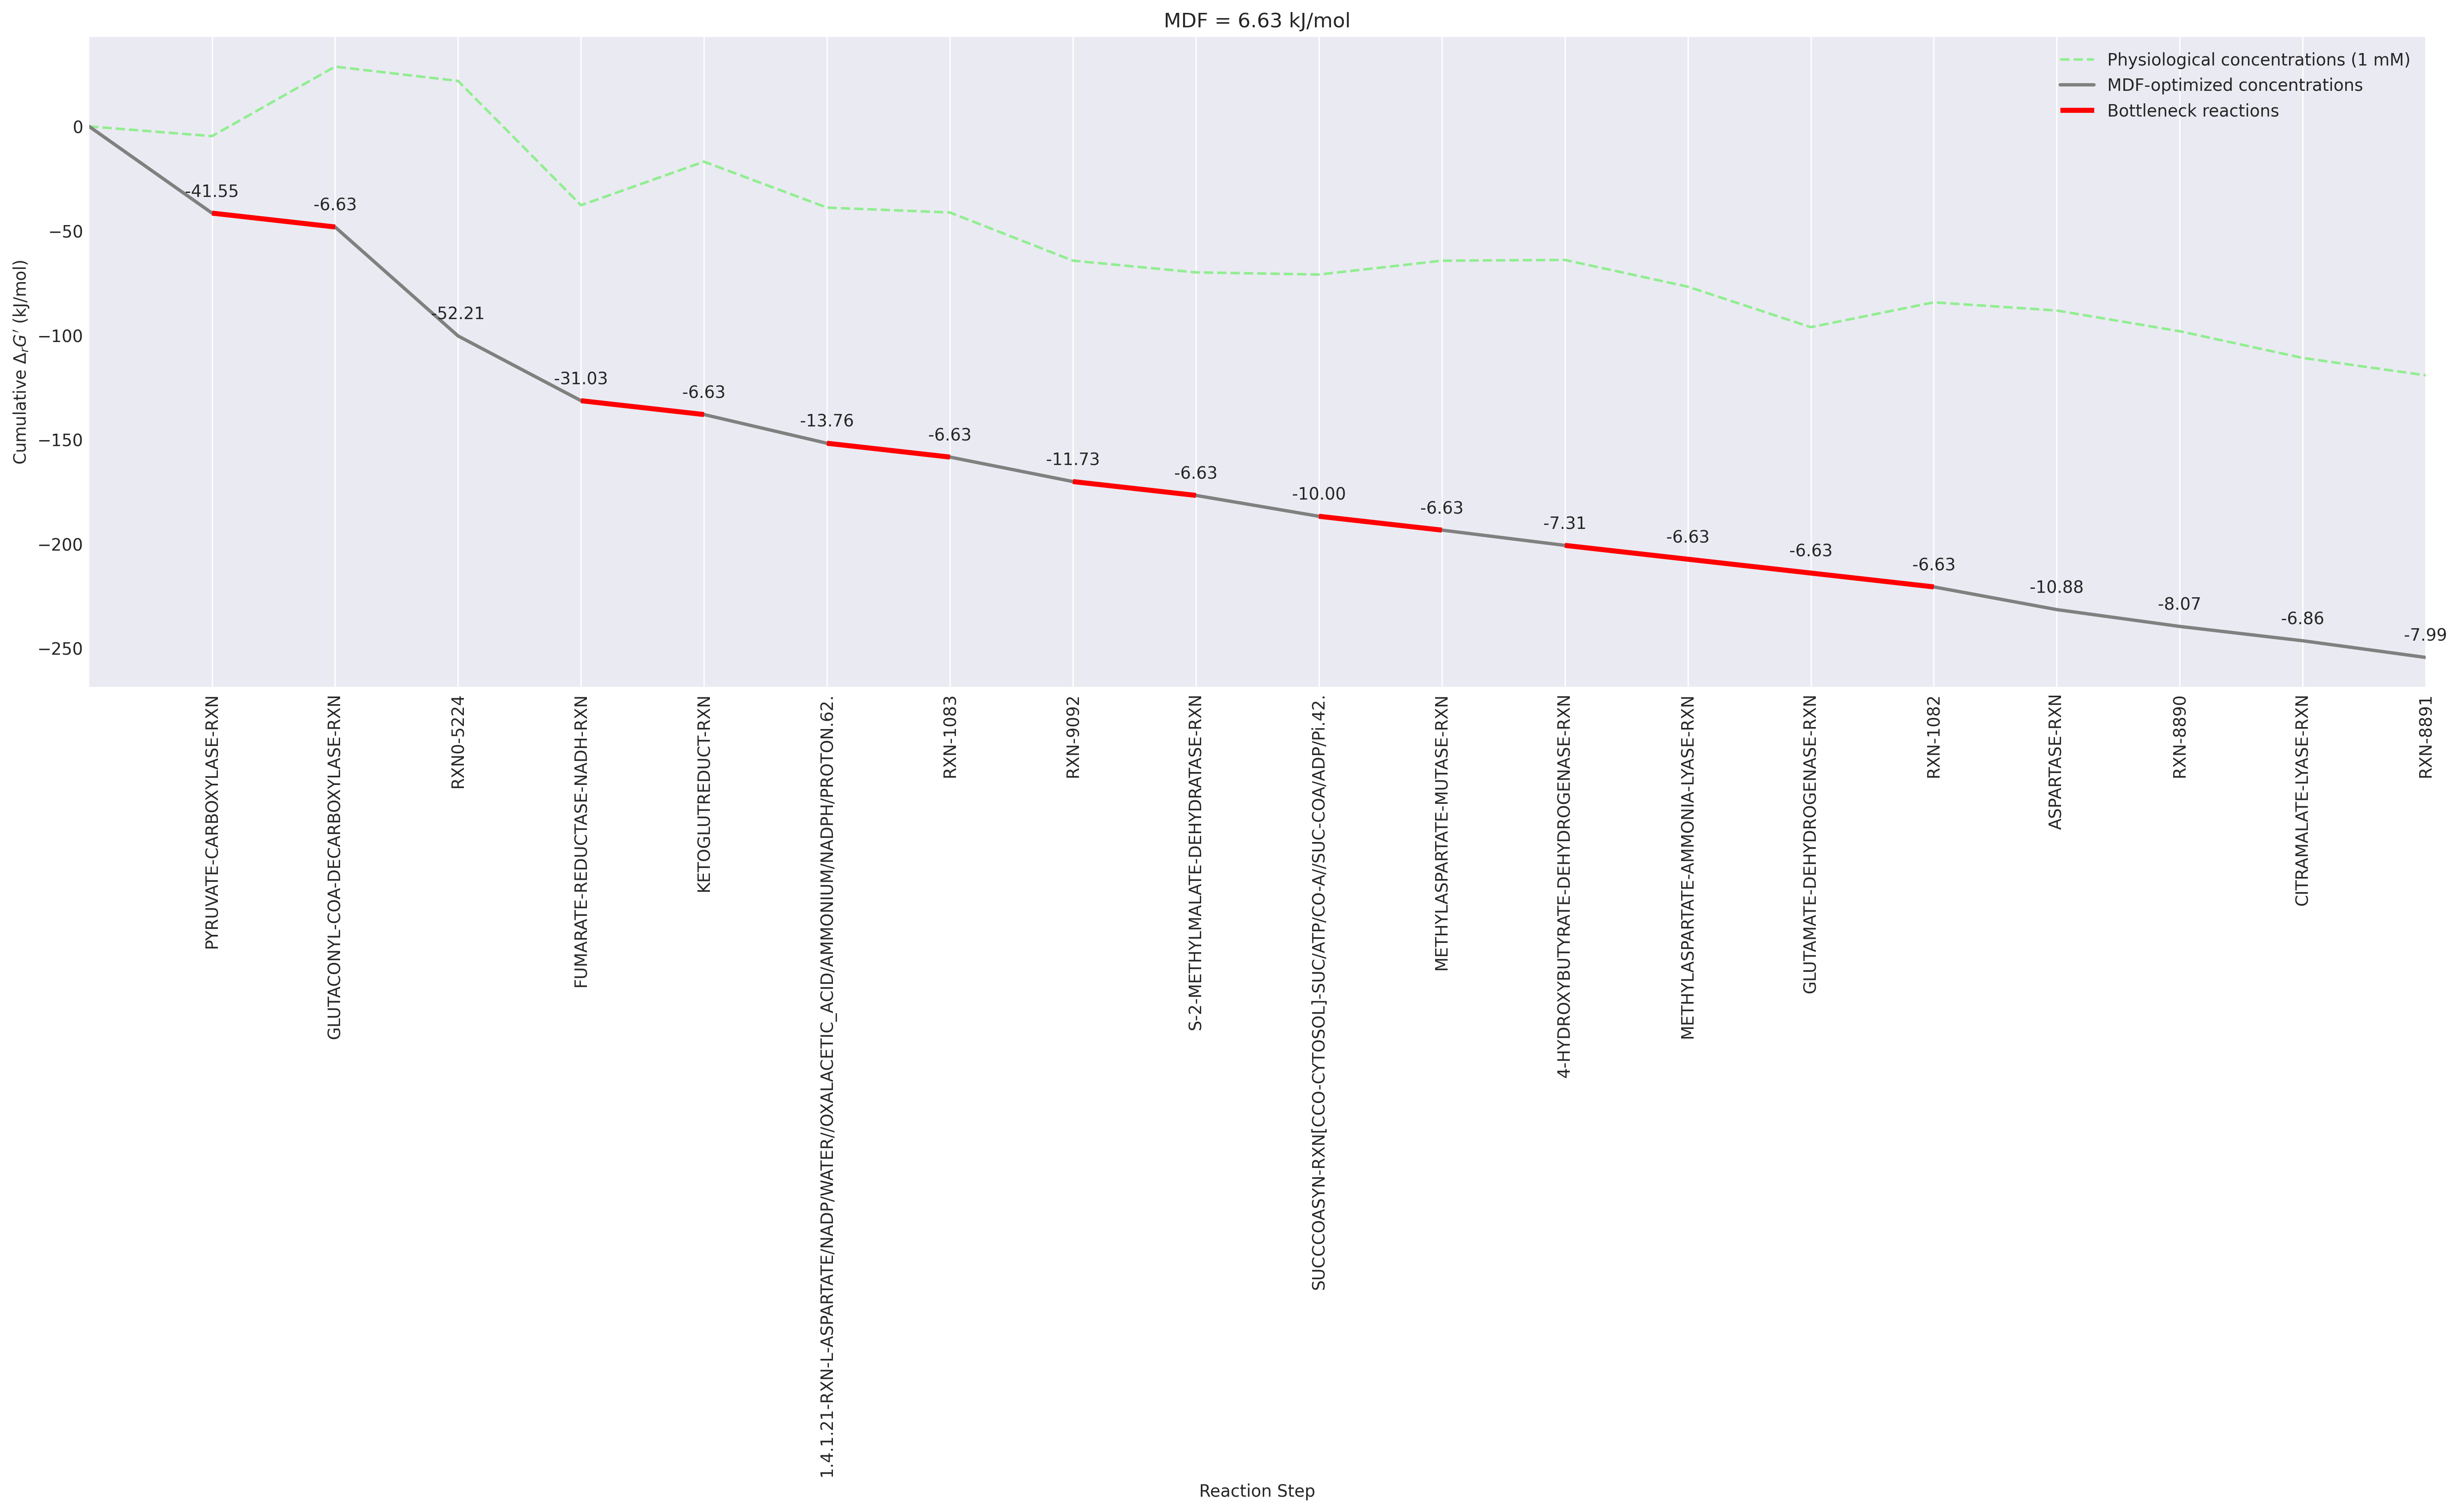 MDF = 6.63 kJ/mol
Physiological concentrations (1 mM)
MDF-optimized concentrations
Bottleneck reactions
Cumulative ΔrG′ (kJ/mol)
0
−50
−100
−150
−200
−250
-41.55
-6.63
-52.21
-31.03
-6.63
-13.76
-6.63
-11.73
-6.63
-10.00
-6.63
-7.31
-6.63
-6.63
-6.63
-10.88
-8.07
-6.86
-7.99
PYRUVATE-CARBOXYLASE-RXN
GLUTACONYL-COA-DECARBOXYLASE-RXN
RXN0-5224
FUMARATE-REDUCTASE-NADH-RXN
KETOGLUTREDUCT-RXN
1.4.1.21-RXN-L-ASPARTATE/NADP/WATER//OXALACETIC_ACID/AMMONIUM/NADPH/PROTON.62.
RXN-1083
RXN-9092
S-2-METHYLMALATE-DEHYDRATASE-RXN
SUCCCOASYN-RXN[CCO-CYTOSOL]-SUC/ATP/CO-A//SUC-COA/ADP/Pi.42.
METHYLASPARTATE-MUTASE-RXN
4-HYDROXYBUTYRATE-DEHYDROGENASE-RXN
METHYLASPARTATE-AMMONIA-LYASE-RXN
GLUTAMATE-DEHYDROGENASE-RXN
RXN-1082
ASPARTASE-RXN
RXN-8890
CITRAMALATE-LYASE-RXN
RXN-8891
Reaction Step